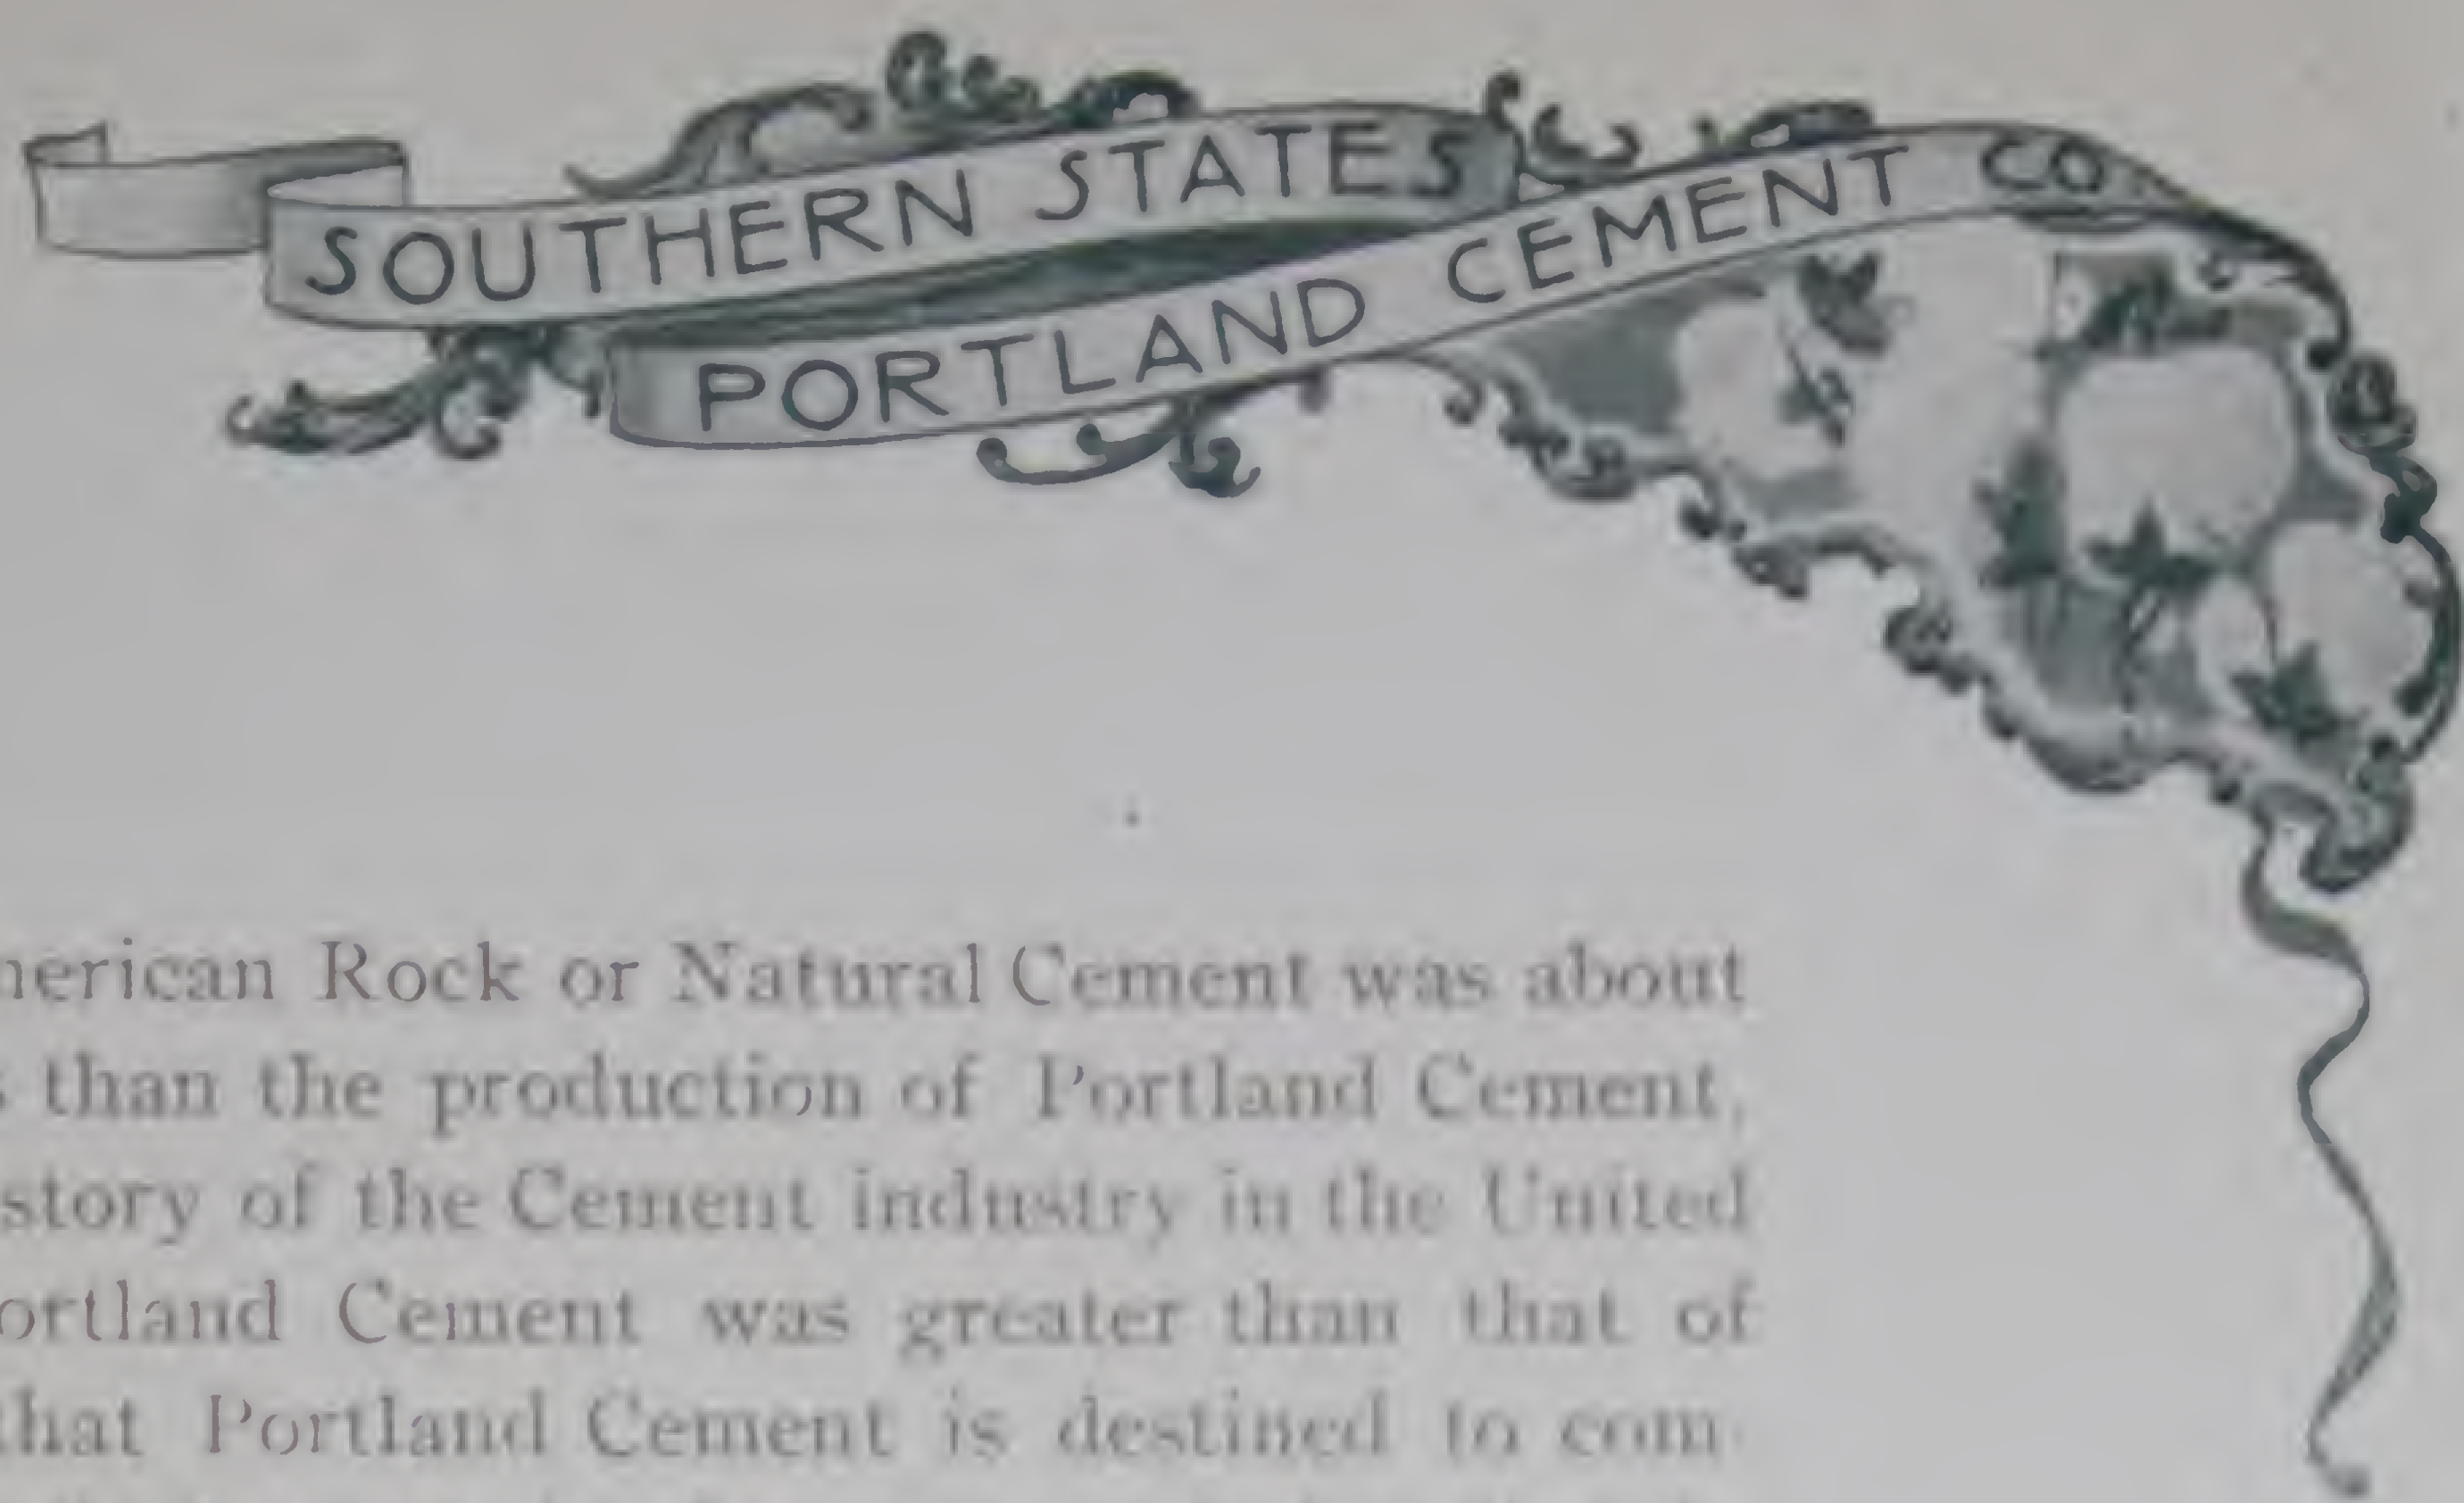 SOUTHERN STATES
PORTLAND CEMENT CO
merican Rock or Natural Cement was about
s than the production of Portland Cement,
story of the Cement industry in the United
ortland Cement was greater than that of
that Portland Cement is destined to com-